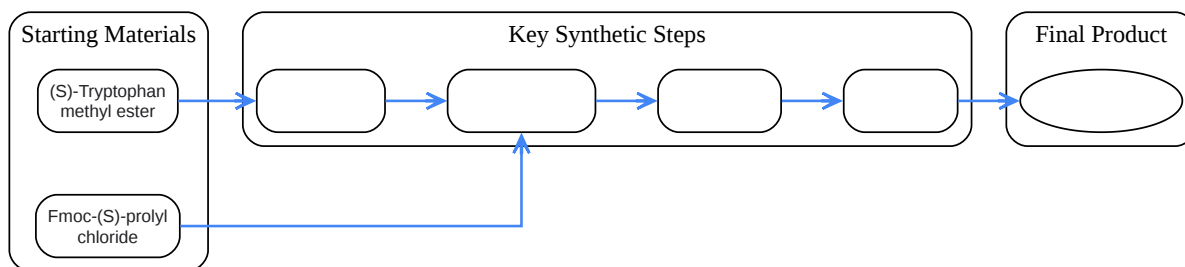 Starting Materials
Key Synthetic Steps
Final Product
(S)-Tryptophan
methyl ester
Fmoc-(S)-prolyl
chloride